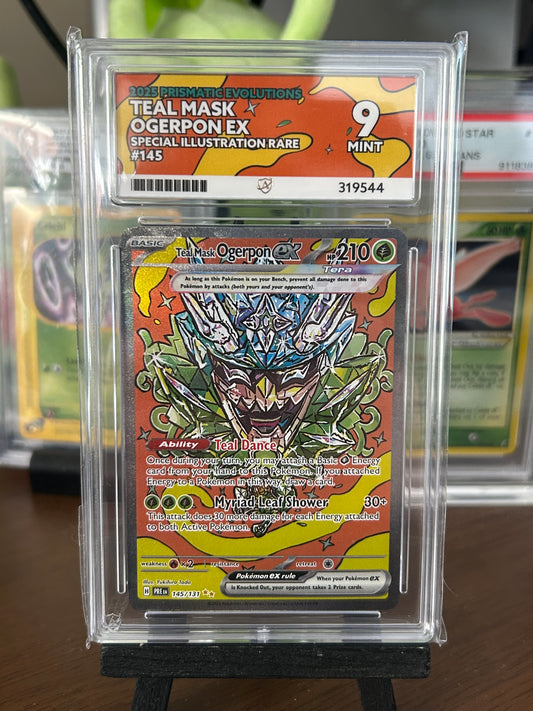 2025 PRISMATIC EVOLUTIONS
TEAL MASK
OGERPON EX
SPECIAL ILLUSTRATION RARE
#145
9
MINT
319544
BASIC
Teal Mask Ogerpon ex
HP 210
Tera
As long as this Pokémon is on your Bench, prevent all damage done to this
Pokémon by attacks (both yours and your opponent's).
Ability Teal Dance
Once during your turn, you may attach a Basic Energy
card from your hand to this Pokémon. If you attached
Energy to a Pokémon in this way, draw a card.
Myriad Leaf Shower 30+
This attack does 30 more damage for each Energy attached
to both Active Pokémon.
weakness ×2 resistance retreat
Pokémon ex rule
When your Pokémon ex
is Knocked Out, your opponent takes 2 Prize cards.
Illus. Yukihiro Tada
H PRE EN 145/131
STAR